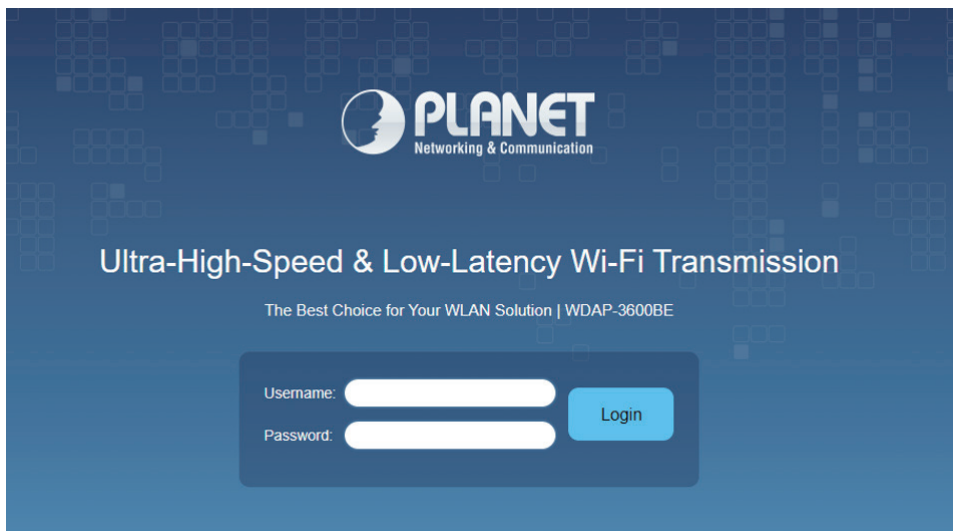 PLANET
Networking & Communication
Ultra-High-Speed & Low-Latency Wi-Fi Transmission
The Best Choice for Your WLAN Solution | WDAP-3600BE
Username:
Password:
Login